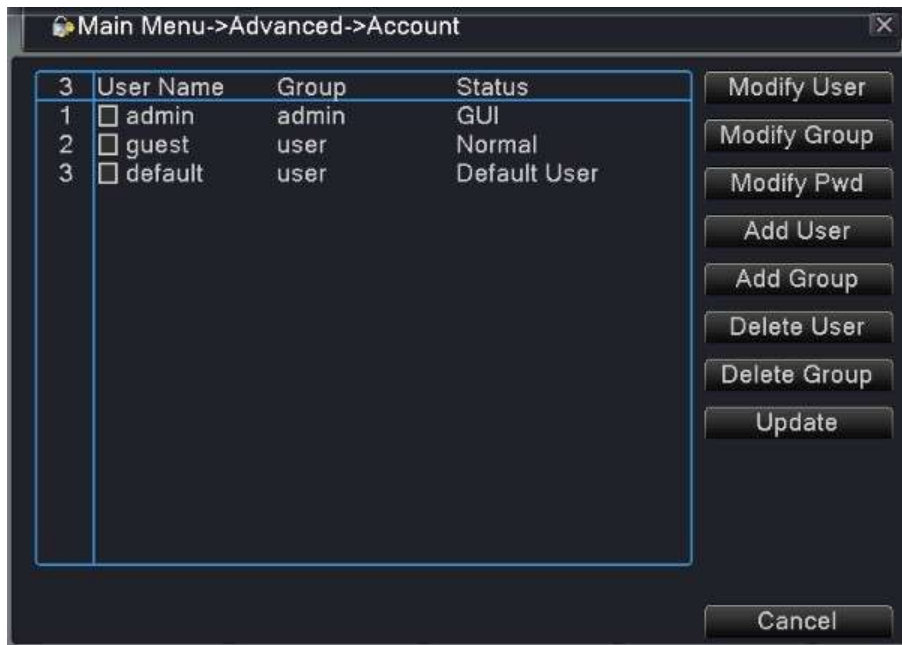 Main Menu->Advanced->Account
3 User Name Group Status
1 admin admin GUI
2 guest user Normal
3 default user Default User
Modify User
Modify Group
Modify Pwd
Add User
Add Group
Delete User
Delete Group
Update
Cancel